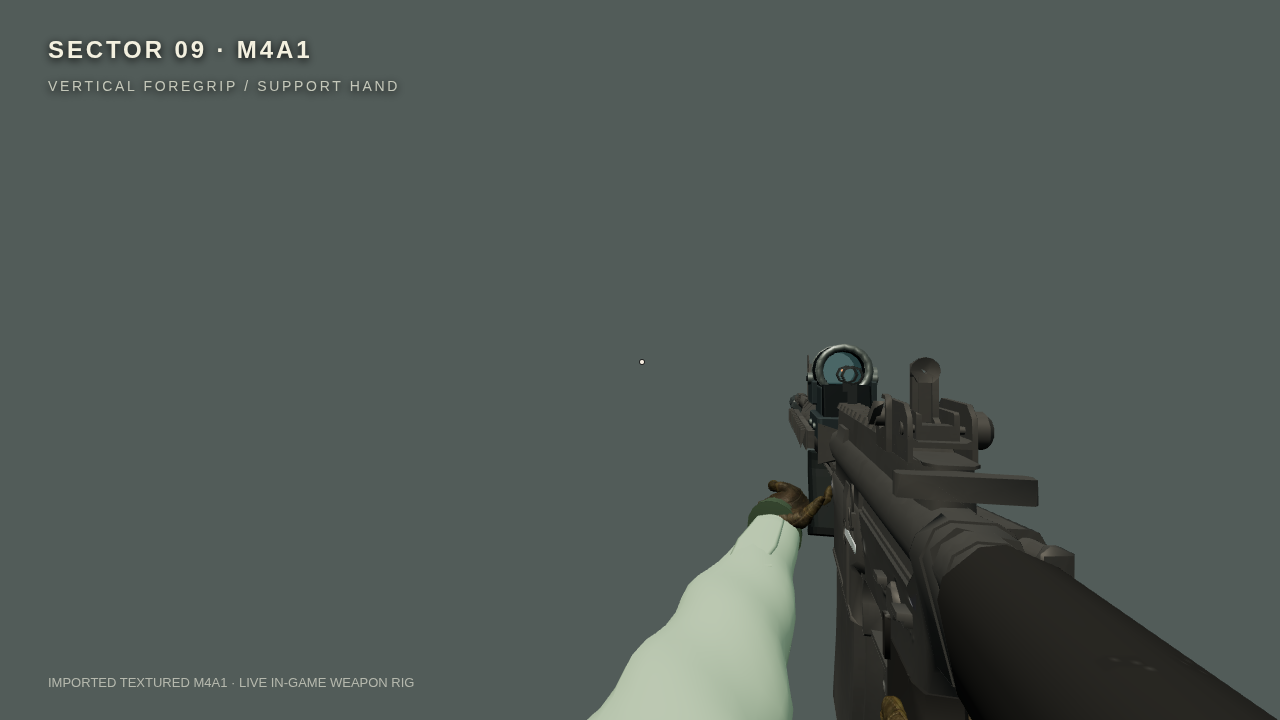 SECTOR 09 · M4A1
VERTICAL FOREGRIP / SUPPORT HAND
IMPORTED TEXTURED M4A1 · LIVE IN-GAME WEAPON RIG